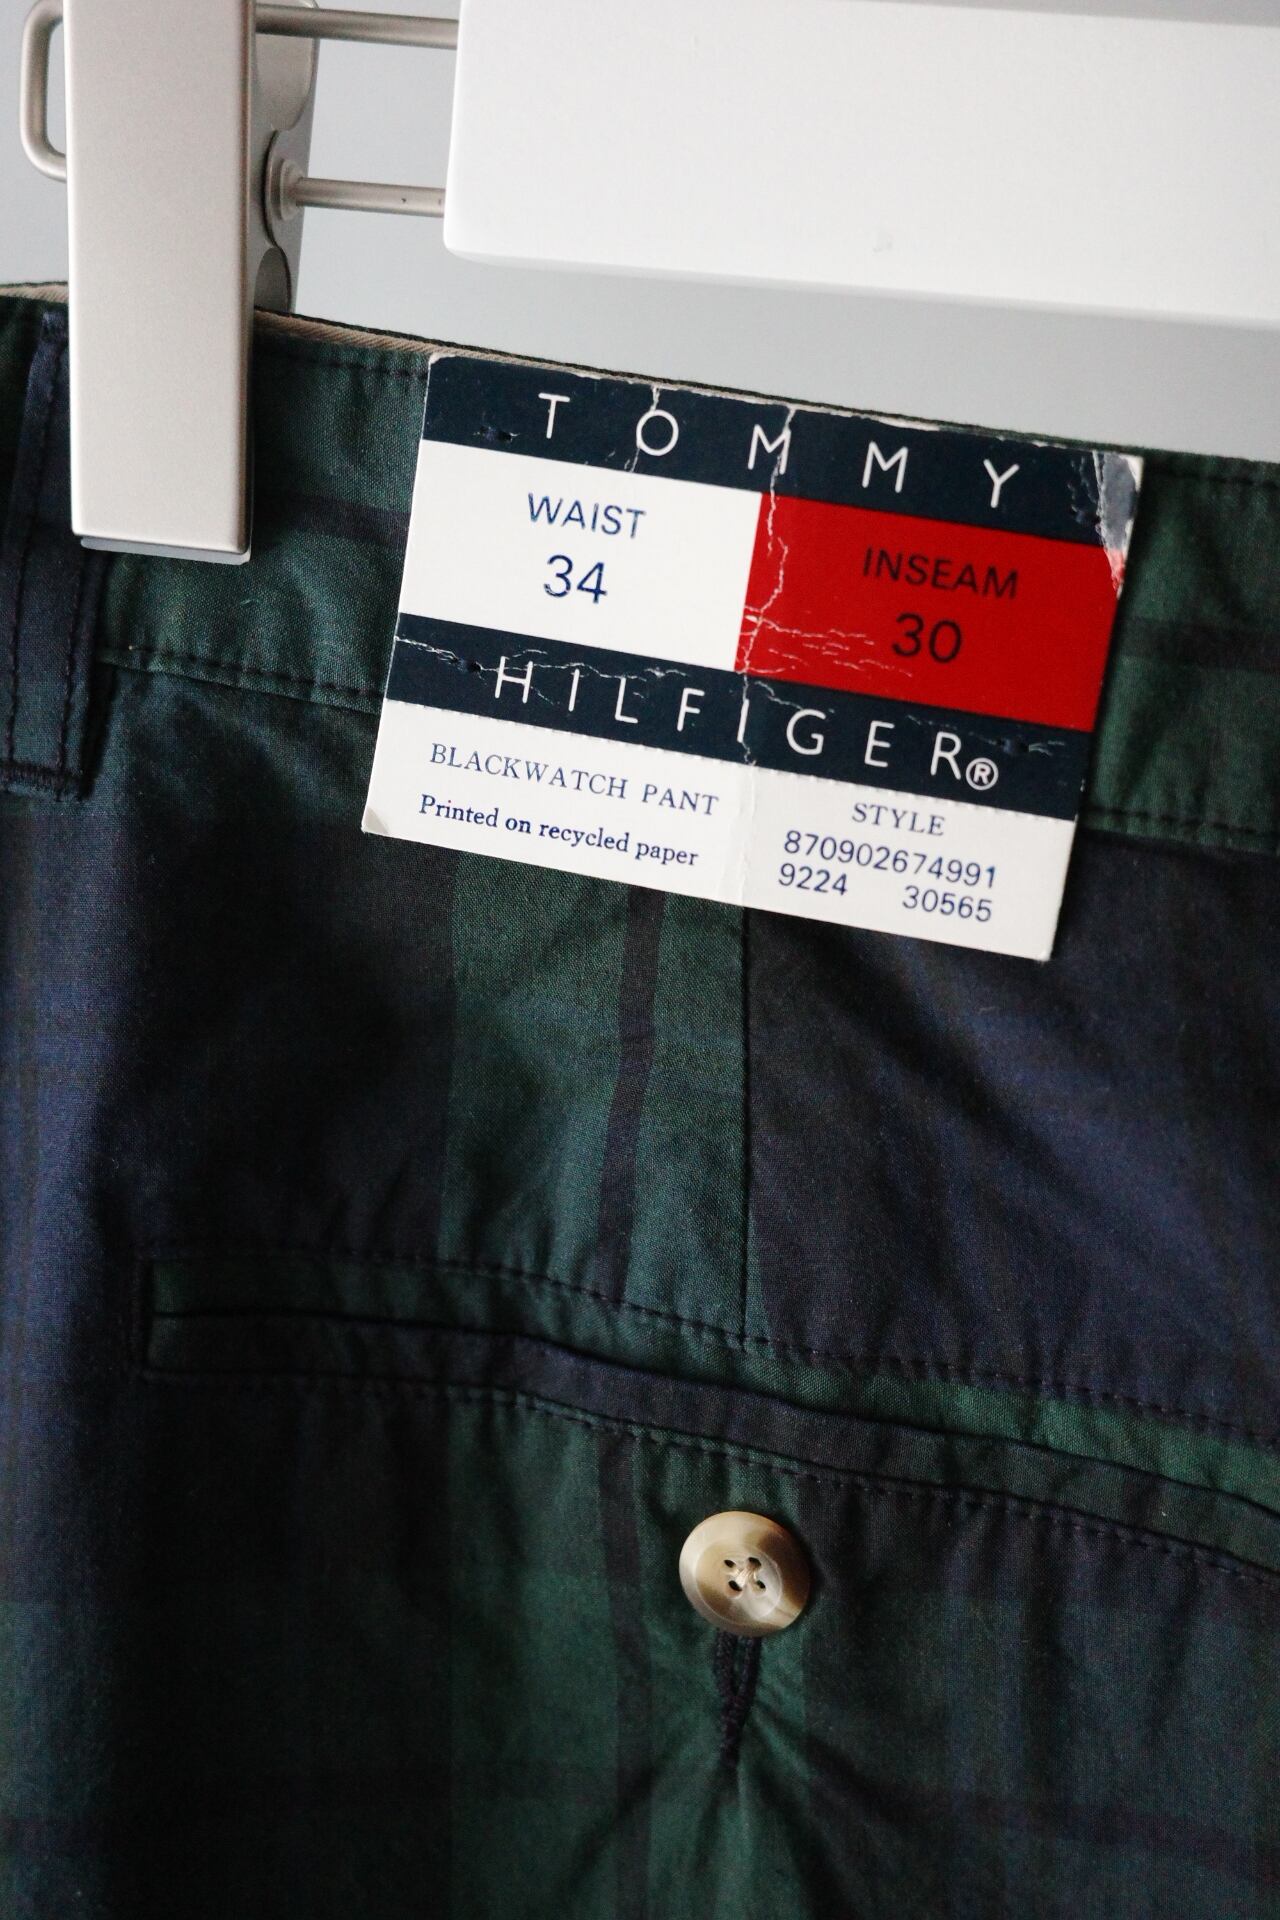 TOMMY
WAIST
34
INSEAM
30
HILFIGER®
BLACKWATCH PANT
Printed on recycled paper
STYLE
870902674991
9224 30565